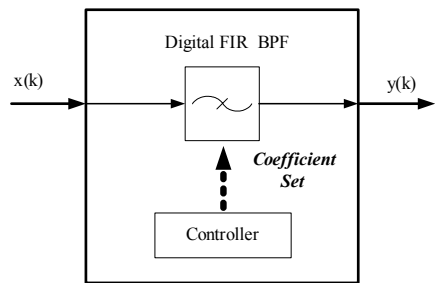 Digital FIR BPF
x(k)
y(k)
Coefficient
Set
Controller